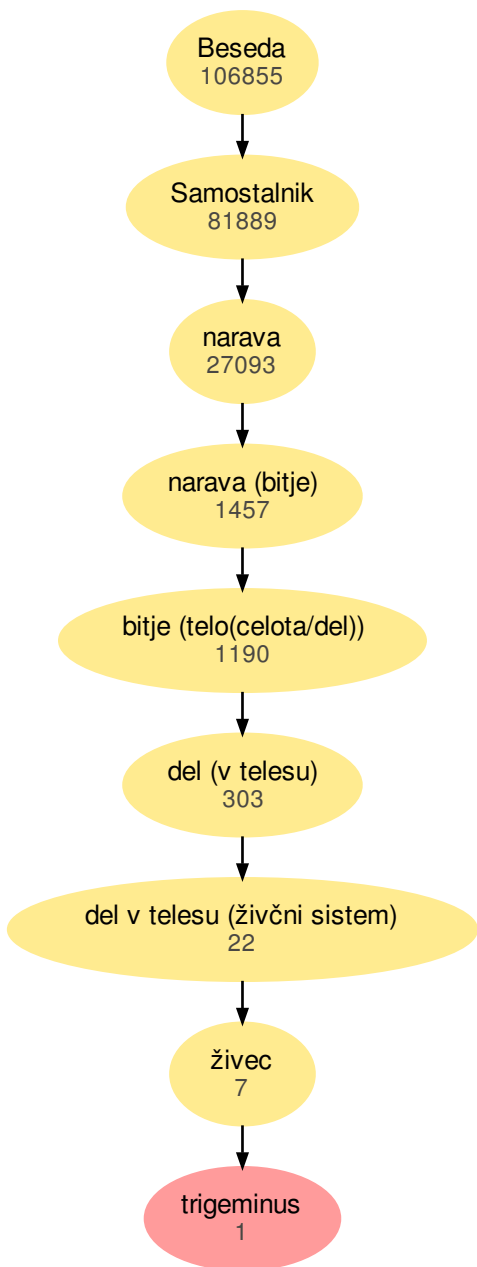 Beseda
106855
Samostalnik
81889
narava
27093
narava (bitje)
1457
bitje (telo(celota/del))
1190
del (v telesu)
303
del v telesu (živčni sistem)
22
živec
7
trigeminus
1